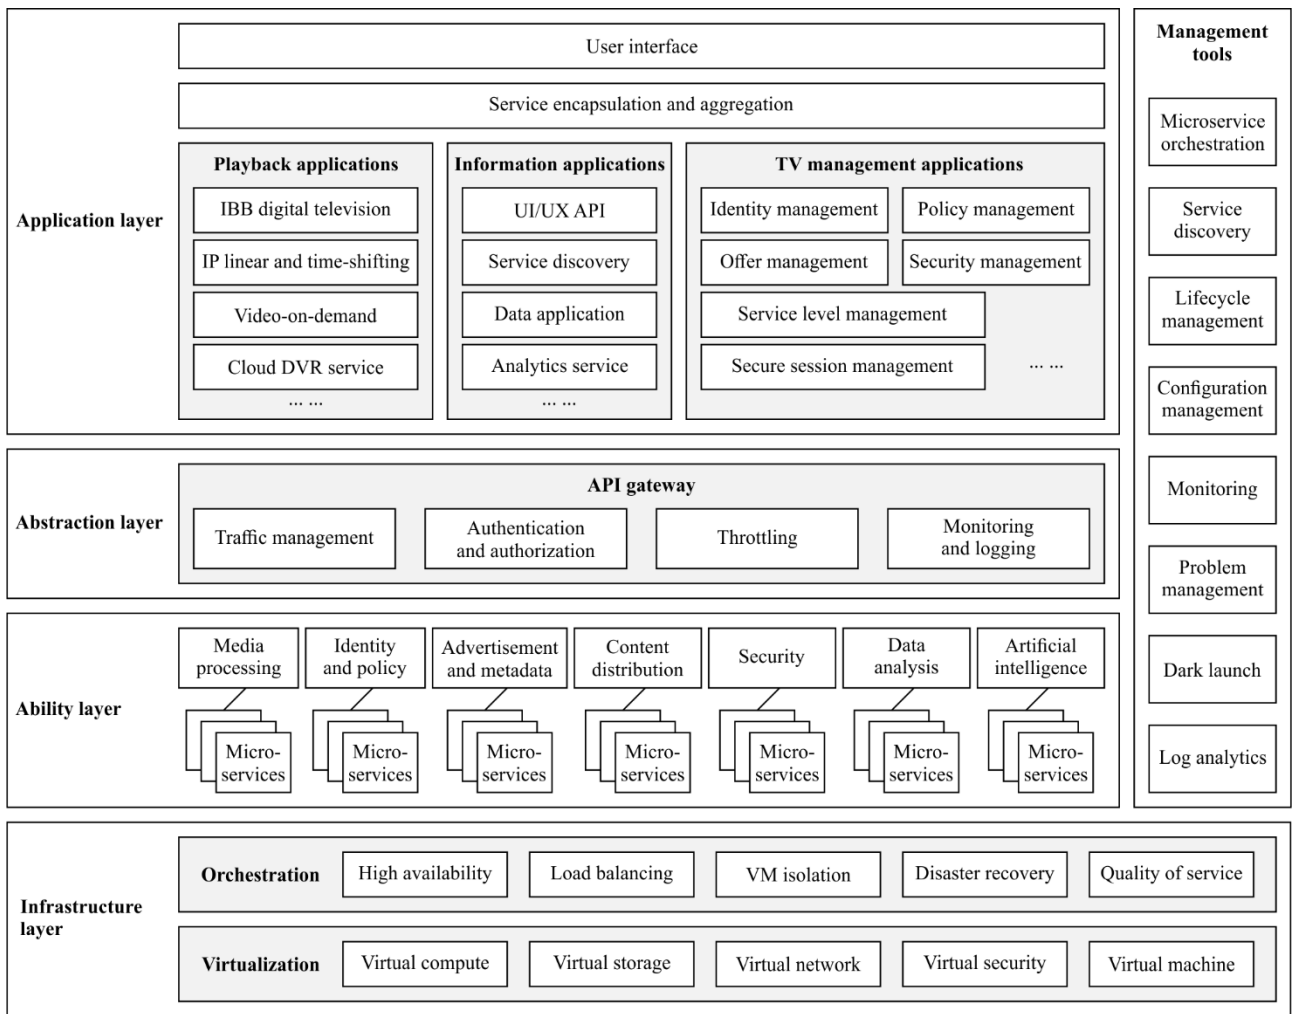 User interface
Service encapsulation and aggregation
Application layer
Playback applications
IBB digital television
IP linear and time-shifting
Video-on-demand
Cloud DVR service
... ...
Information applications
UI/UX API
Service discovery
Data application
Analytics service
... ...
TV management applications
Identity management
Policy management
Offer management
Security management
Service level management
Secure session management
... ...
Abstraction layer
API gateway
Traffic management
Authentication
and authorization
Throttling
Monitoring
and logging
Ability layer
Media
processing
Identity
and policy
Advertisement
and metadata
Content
distribution
Security
Data
analysis
Artificial
intelligence
Micro-
services
Micro-
services
Micro-
services
Micro-
services
Micro-
services
Micro-
services
Micro-
services
Management
tools
Microservice
orchestration
Service
discovery
Lifecycle
management
Configuration
management
Monitoring
Problem
management
Dark launch
Log analytics
Infrastructure
layer
Orchestration
High availability
Load balancing
VM isolation
Disaster recovery
Quality of service
Virtualization
Virtual compute
Virtual storage
Virtual network
Virtual security
Virtual machine